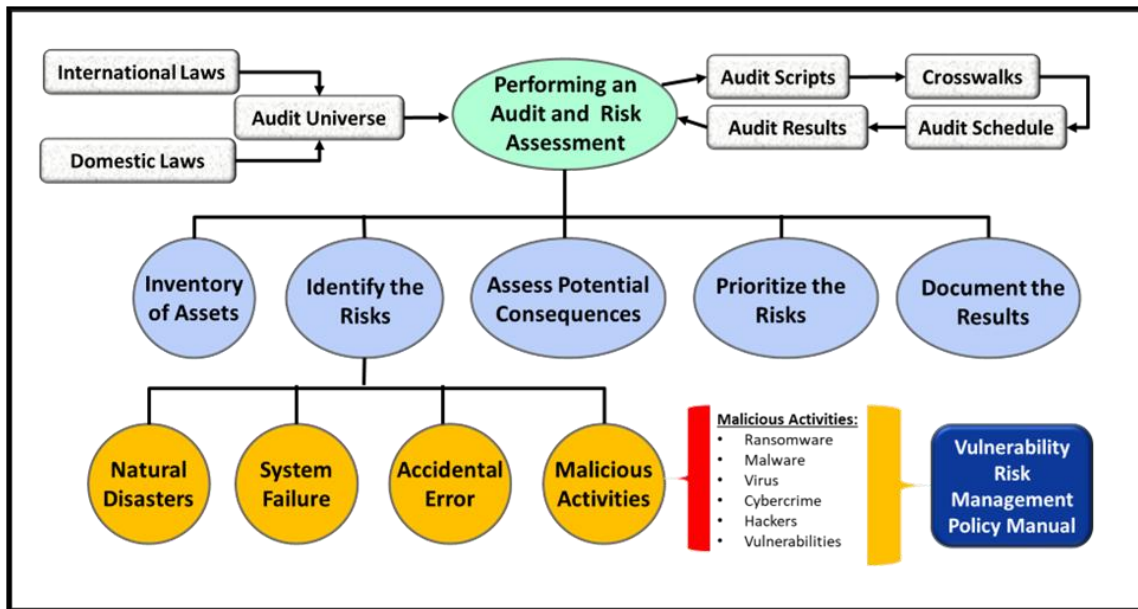 International Laws
Domestic Laws
Audit Universe
Performing an
Audit and Risk
Assessment
Audit Scripts
Crosswalks
Audit Schedule
Audit Results
Inventory
of Assets
Identify the
Risks
Assess Potential
Consequences
Prioritize the
Risks
Document the
Results
Natural
Disasters
System
Failure
Accidental
Error
Malicious
Activities
Malicious Activities:
• Ransomware
• Malware
• Virus
• Cybercrime
• Hackers
• Vulnerabilities
Vulnerability
Risk
Management
Policy Manual